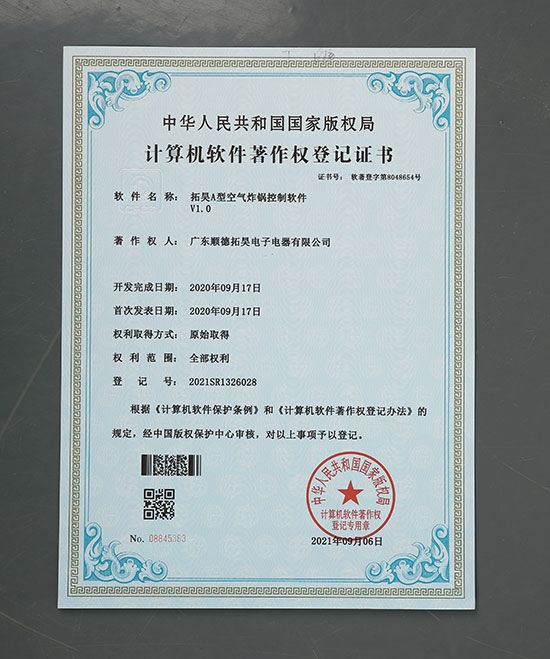 中华人民共和国国家版权局
计算机软件著作权登记证书
证书号： 软著登字第8048654号
软件名称： 拓昊A型空气炸锅控制软件
V1.0
著作权人： 广东顺德拓昊电子电器有限公司
开发完成日期： 2020年09月17日
首次发表日期： 2020年09月17日
权利取得方式： 原始取得
权利范围： 全部权利
登记号： 2021SR1326028
根据《计算机软件保护条例》和《计算机软件著作权登记办法》的
规定，经中国版权保护中心审核，对以上事项予以登记。
中华人民共和国国家版权局
计算机软件著作权
登记专用章
No. 08845363
2021年09月06日